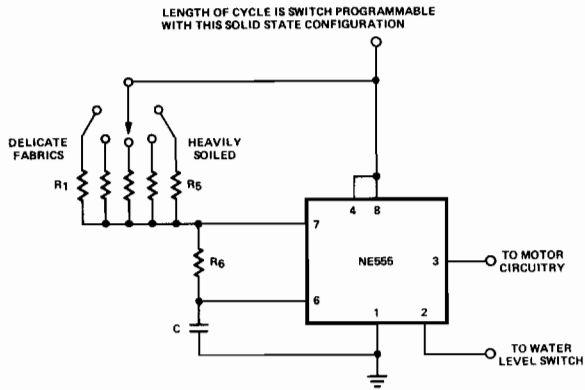 LENGTH OF CYCLE IS SWITCH PROGRAMMABLE
WITH THIS SOLID STATE CONFIGURATION
DELICATE
FABRICS
HEAVILY
SOILED
R1
R5
4
8
7
NE555
3
TO MOTOR
CIRCUITRY
R6
6
1
2
C
TO WATER
LEVEL SWITCH